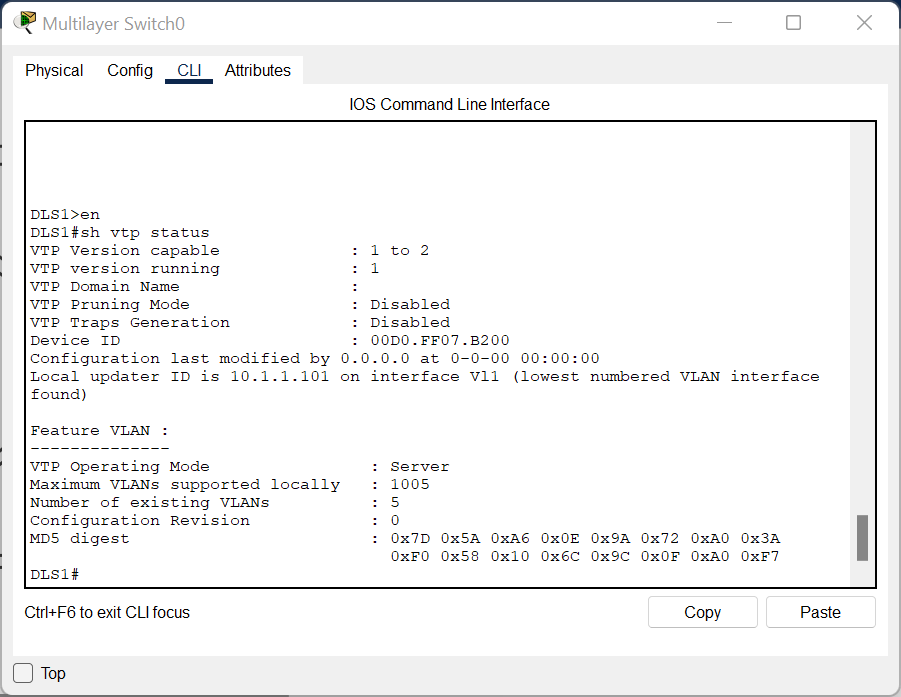 Multilayer Switch0
Physical Config CLI Attributes
IOS Command Line Interface
DLS1>en
DLS1#sh vtp status
VTP Version capable : 1 to 2
VTP version running : 1
VTP Domain Name :
VTP Pruning Mode : Disabled
VTP Traps Generation : Disabled
Device ID : 00D0.FF07.B200
Configuration last modified by 0.0.0.0 at 0-0-00 00:00:00
Local updater ID is 10.1.1.101 on interface Vl1 (lowest numbered VLAN interface
found)
Feature VLAN :
--------------
VTP Operating Mode : Server
Maximum VLANs supported locally : 1005
Number of existing VLANs : 5
Configuration Revision : 0
MD5 digest : 0x7D 0x5A 0xA6 0x0E 0x9A 0x72 0xA0 0x3A
0xF0 0x58 0x10 0x6C 0x9C 0x0F 0xA0 0xF7
DLS1#
Ctrl+F6 to exit CLI focus
Copy Paste
Top